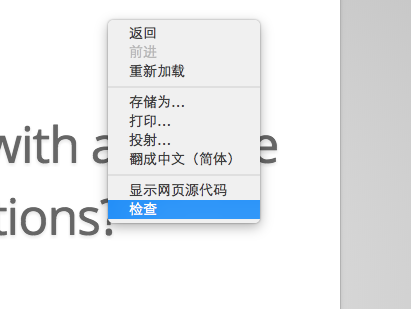 返回
前进
重新加载
存储为...
打印...
投射...
翻成中文（简体）
with a e
显示网页源代码
检查
tions?